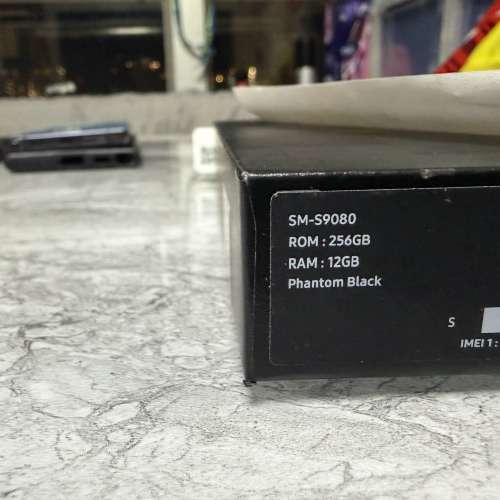 SM-S9080
ROM : 256GB
RAM : 12GB
Phantom Black
S
IMEI 1 :